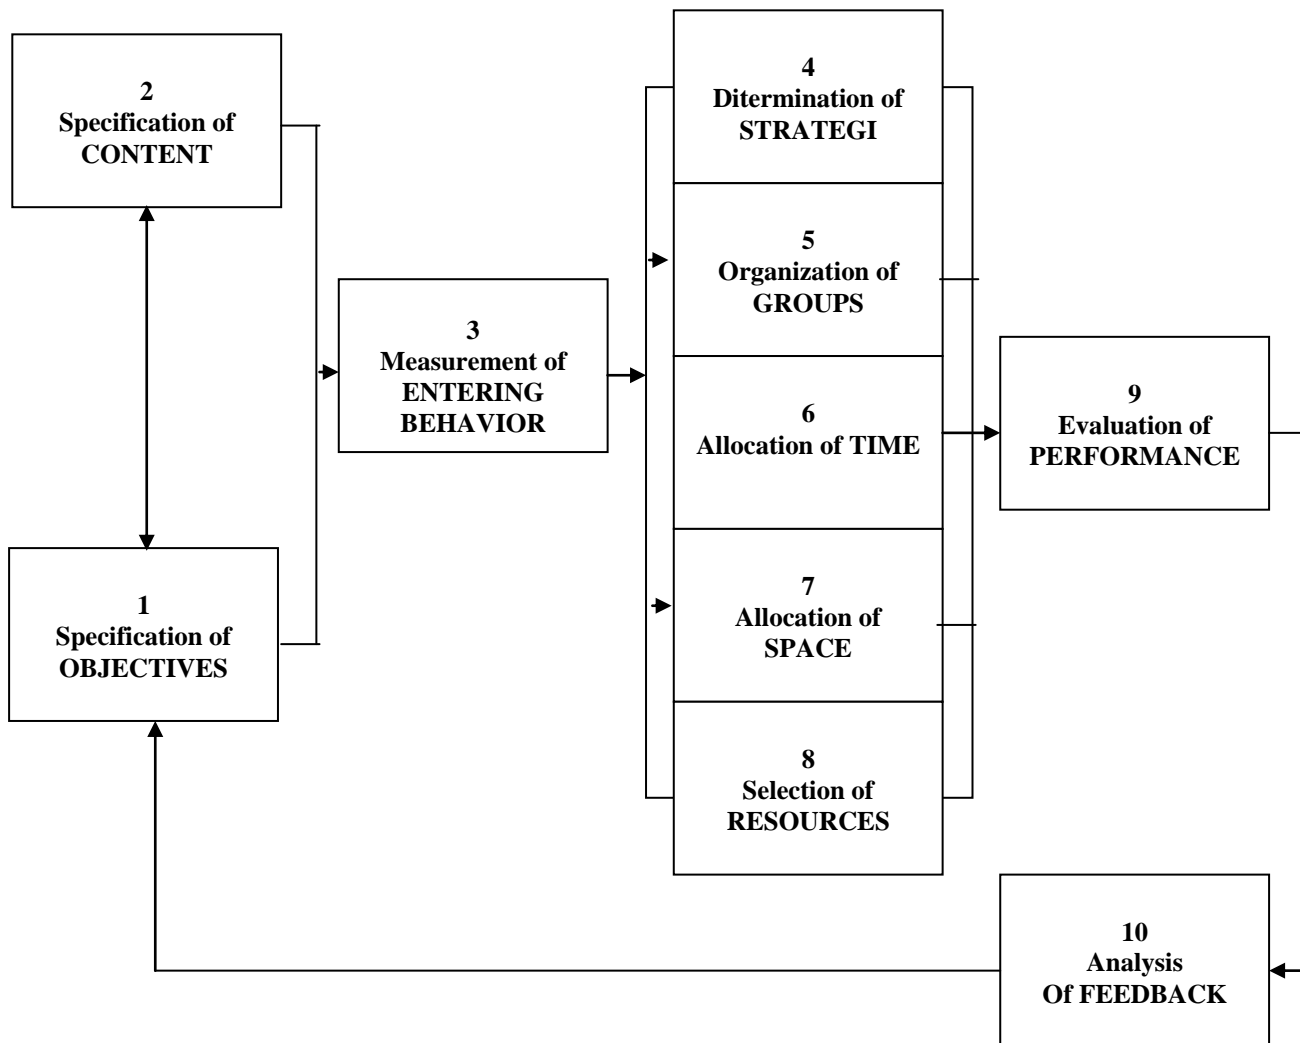 2
Specification of
CONTENT
1
Specification of
OBJECTIVES
3
Measurement of
ENTERING
BEHAVIOR
4
Ditermination of
STRATEGI
5
Organization of
GROUPS
6
Allocation of TIME
7
Allocation of
SPACE
8
Selection of
RESOURCES
9
Evaluation of
PERFORMANCE
10
Analysis
Of FEEDBACK